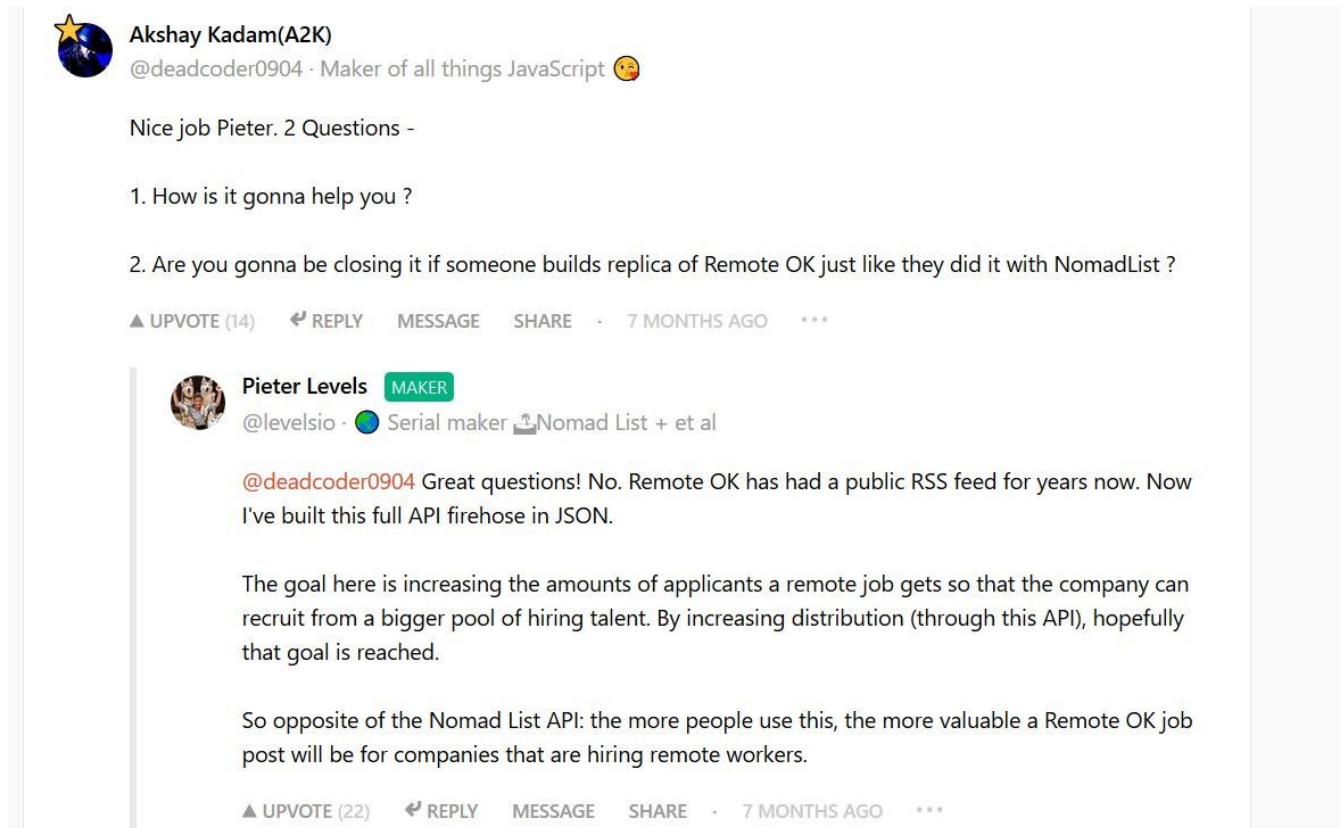 Akshay Kadam(A2K)
@deadcoder0904 · Maker of all things JavaScript 😘
Nice job Pieter. 2 Questions -
1. How is it gonna help you ?
2. Are you gonna be closing it if someone builds replica of Remote OK just like they did it with NomadList ?
▲ UPVOTE (14) REPLY MESSAGE SHARE · 7 MONTHS AGO ···
Pieter Levels MAKER
@levelsio · 🌏 Serial maker 🏝Nomad List + et al
@deadcoder0904 Great questions! No. Remote OK has had a public RSS feed for years now. Now
I've built this full API firehose in JSON.
The goal here is increasing the amounts of applicants a remote job gets so that the company can
recruit from a bigger pool of hiring talent. By increasing distribution (through this API), hopefully
that goal is reached.
So opposite of the Nomad List API: the more people use this, the more valuable a Remote OK job
post will be for companies that are hiring remote workers.
▲ UPVOTE (22) REPLY MESSAGE SHARE · 7 MONTHS AGO ···